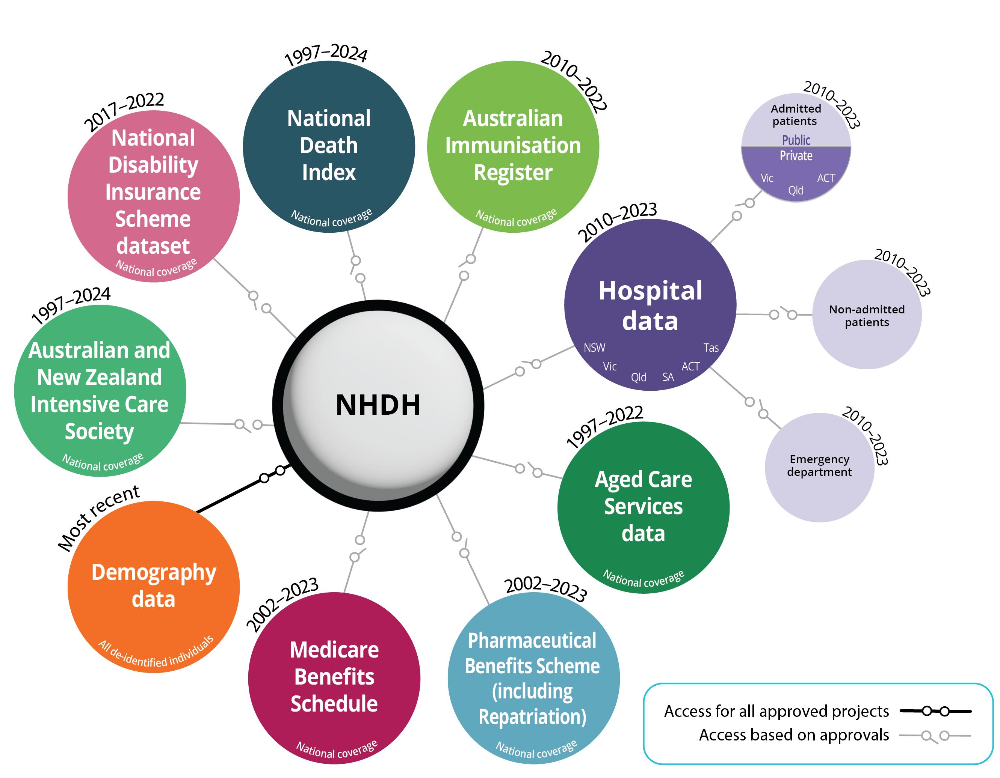 2017–2022
National
Disability
Insurance
Scheme
dataset
National coverage
1997–2024
National
Death
Index
National coverage
2010–2022
Australian
Immunisation
Register
National coverage
2010–2023
Admitted
patients
Public
Private
Vic
Qld
ACT
2010–2023
Hospital
data
NSW
Vic
Qld
SA
ACT
Tas
2010–2023
Non-admitted
patients
2010–2023
Emergency
department
1997–2024
Australian and
New Zealand
Intensive Care
Society
National coverage
NHDH
1997–2022
Aged Care
Services
data
National coverage
Most recent
Demography
data
All de-identified individuals
2002–2023
Medicare
Benefits
Schedule
National coverage
2002–2023
Pharmaceutical
Benefits Scheme
(including
Repatriation)
National coverage
Access for all approved projects
Access based on approvals